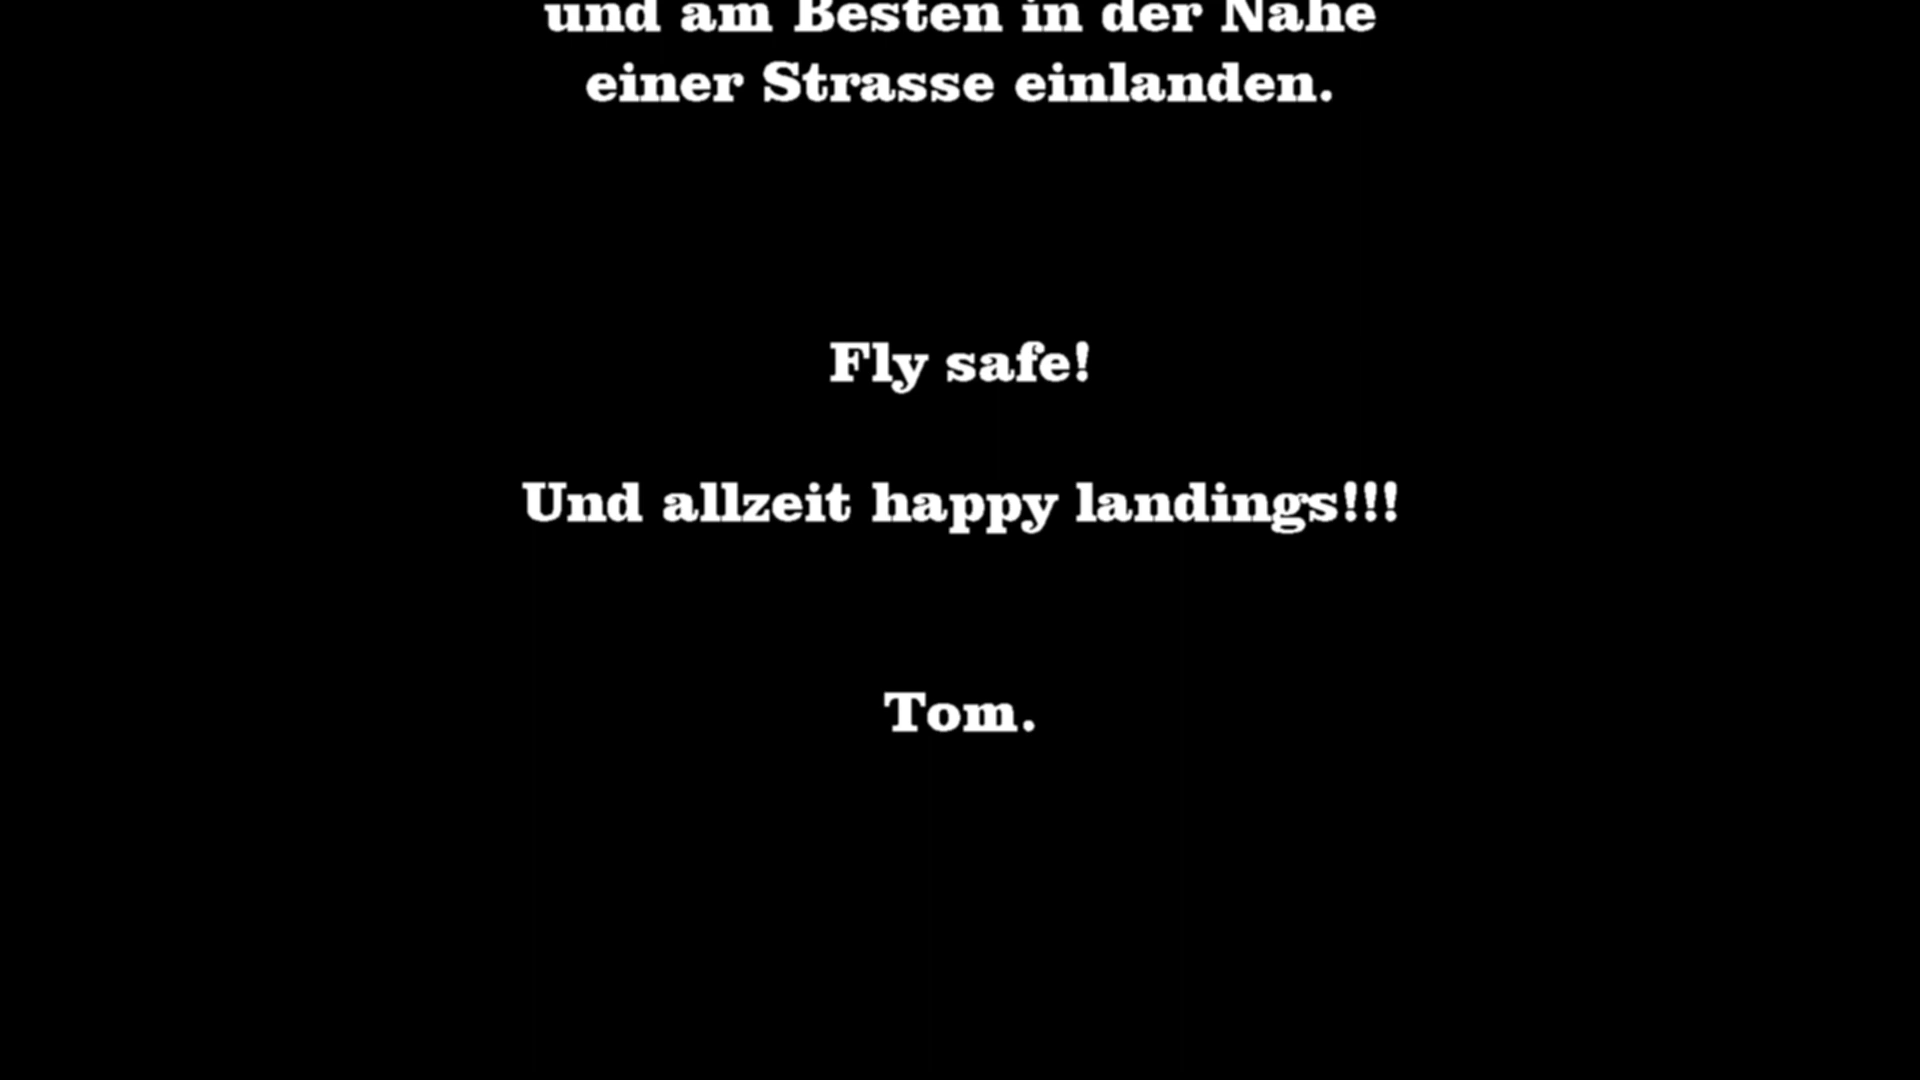 und am Besten in der Nähe
einer Strasse einlanden.
Fly safe!
Und allzeit happy landings!!!
Tom.